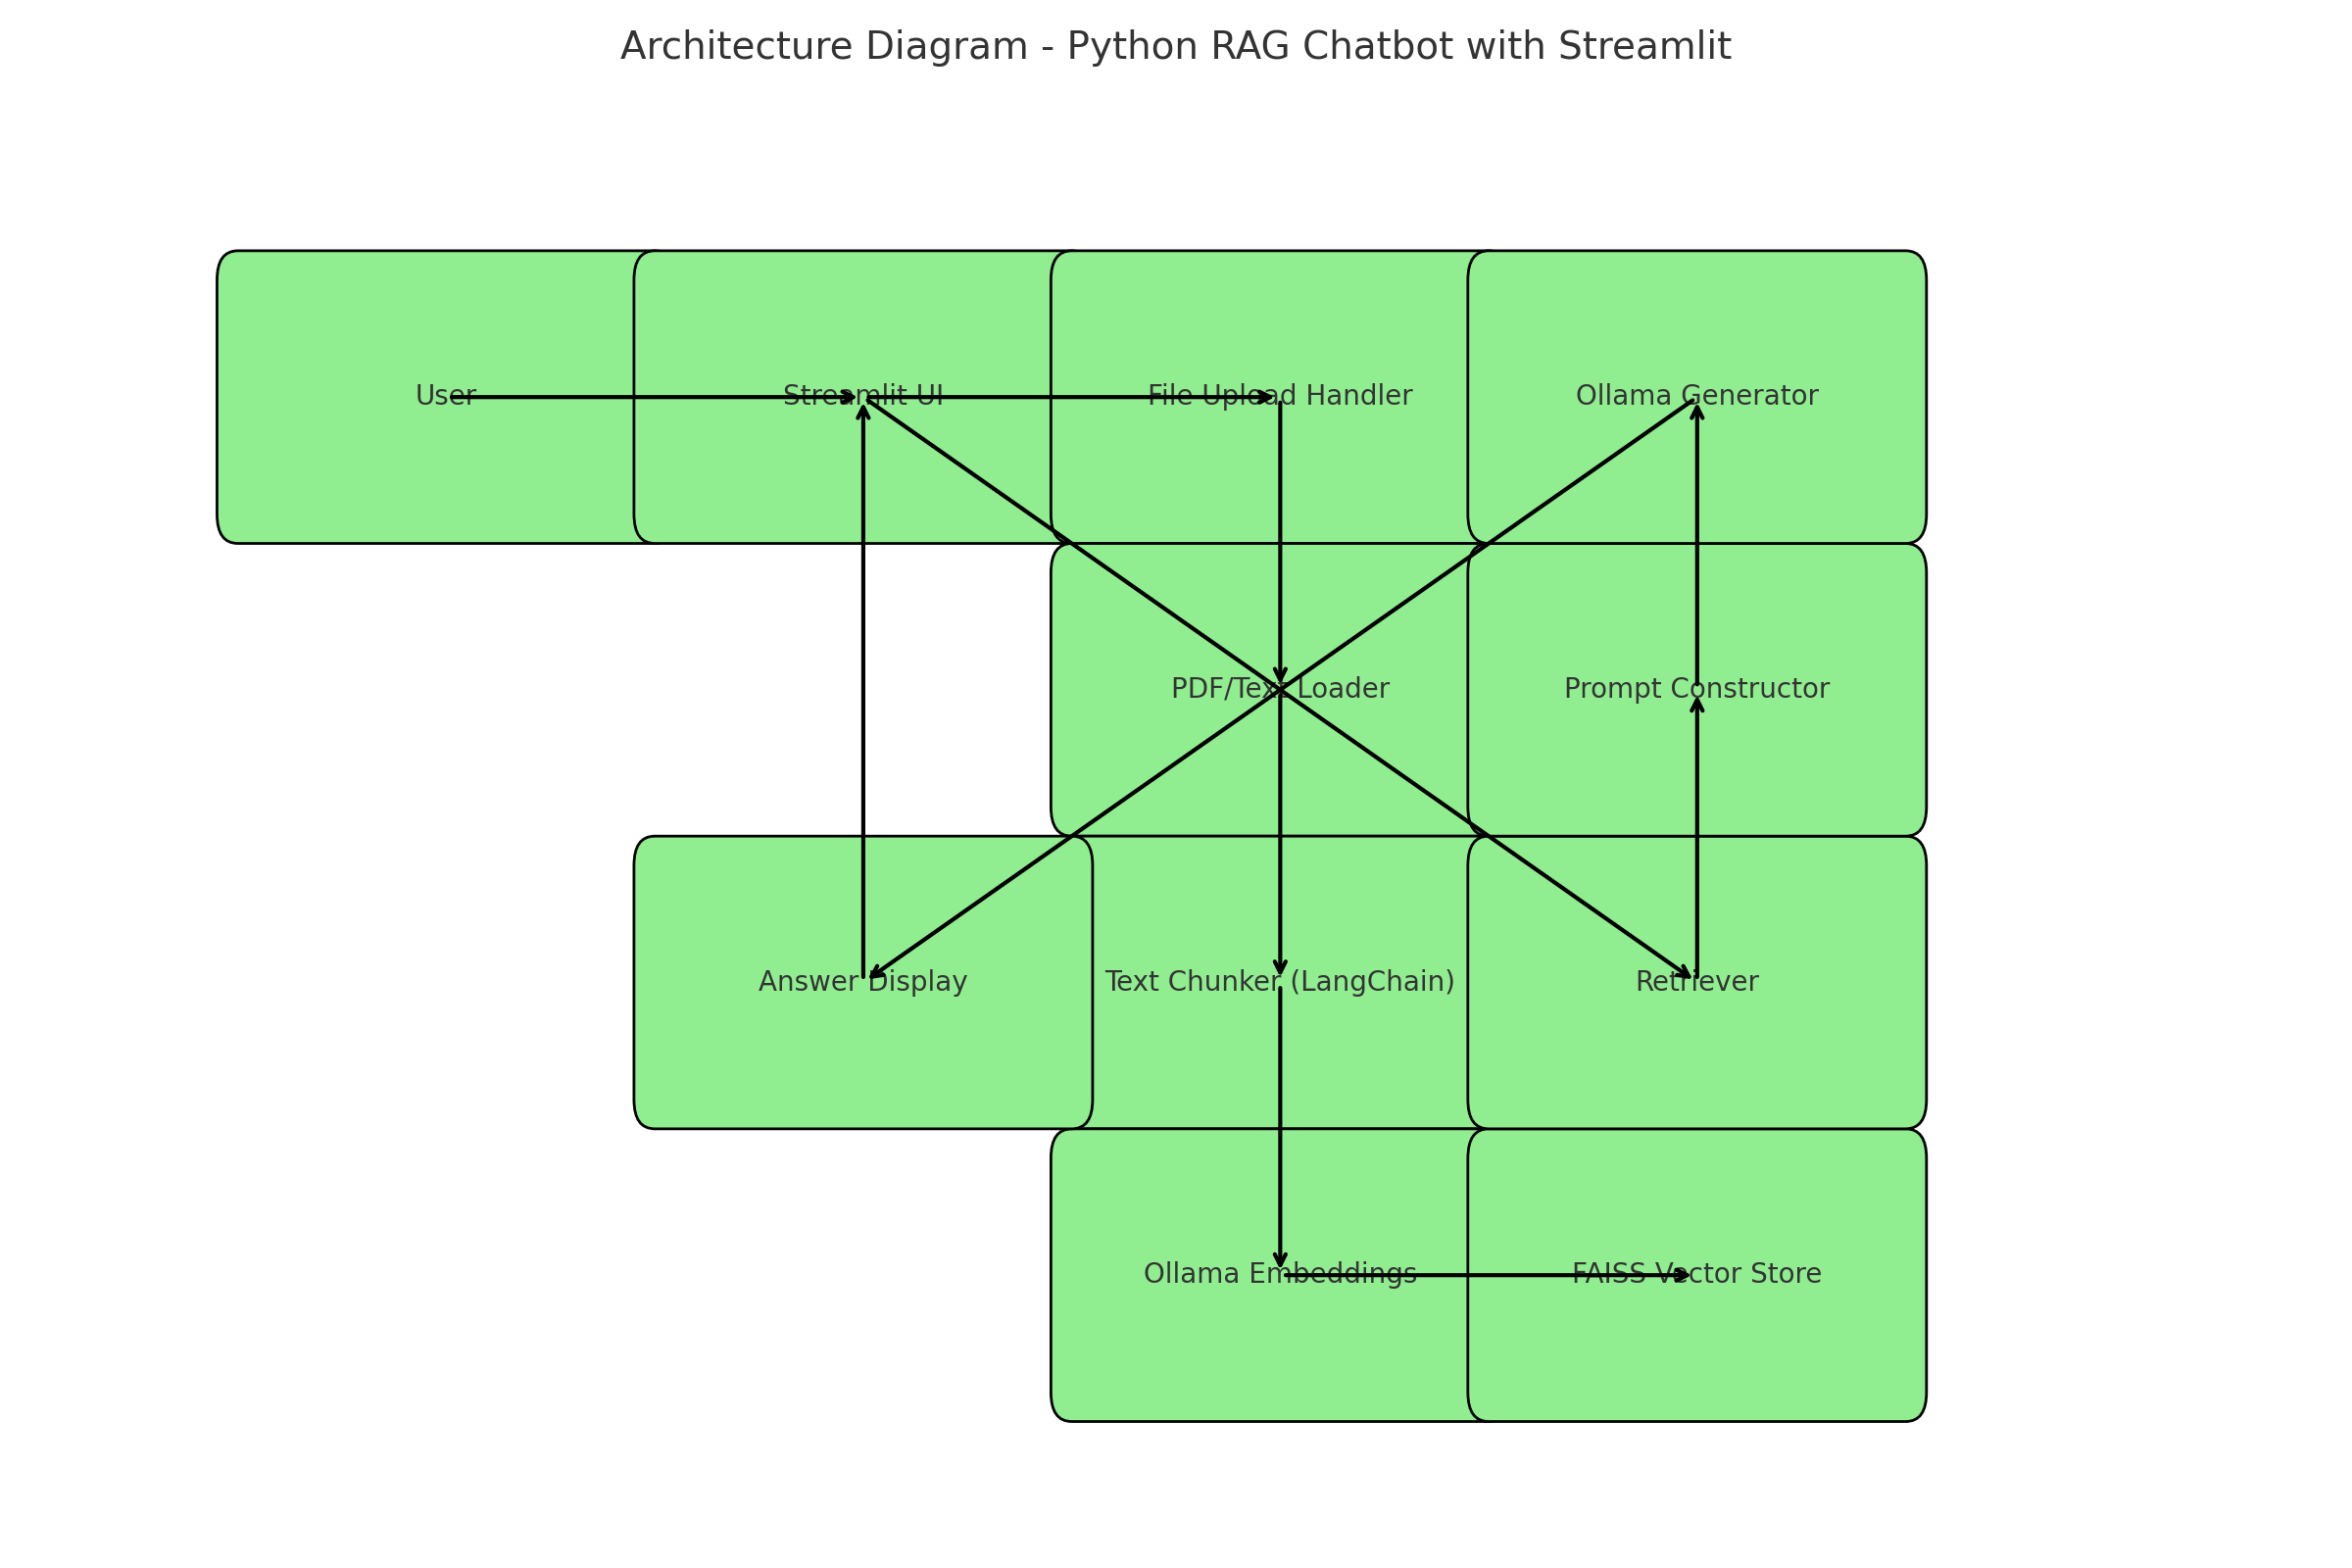 Architecture Diagram - Python RAG Chatbot with Streamlit
User
Streamlit UI
File Upload Handler
Ollama Generator
PDF/Text Loader
Prompt Constructor
Answer Display
Text Chunker (LangChain)
Retriever
Ollama Embeddings
FAISS Vector Store